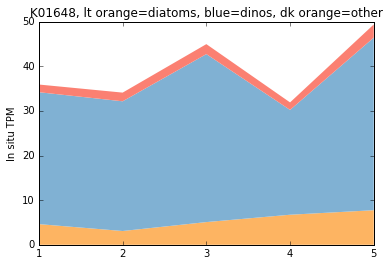 K01648, lt orange=diatoms, blue=dinos, dk orange=other
50
40
30
20
10
0
In situ TPM
1 2 3 4 5